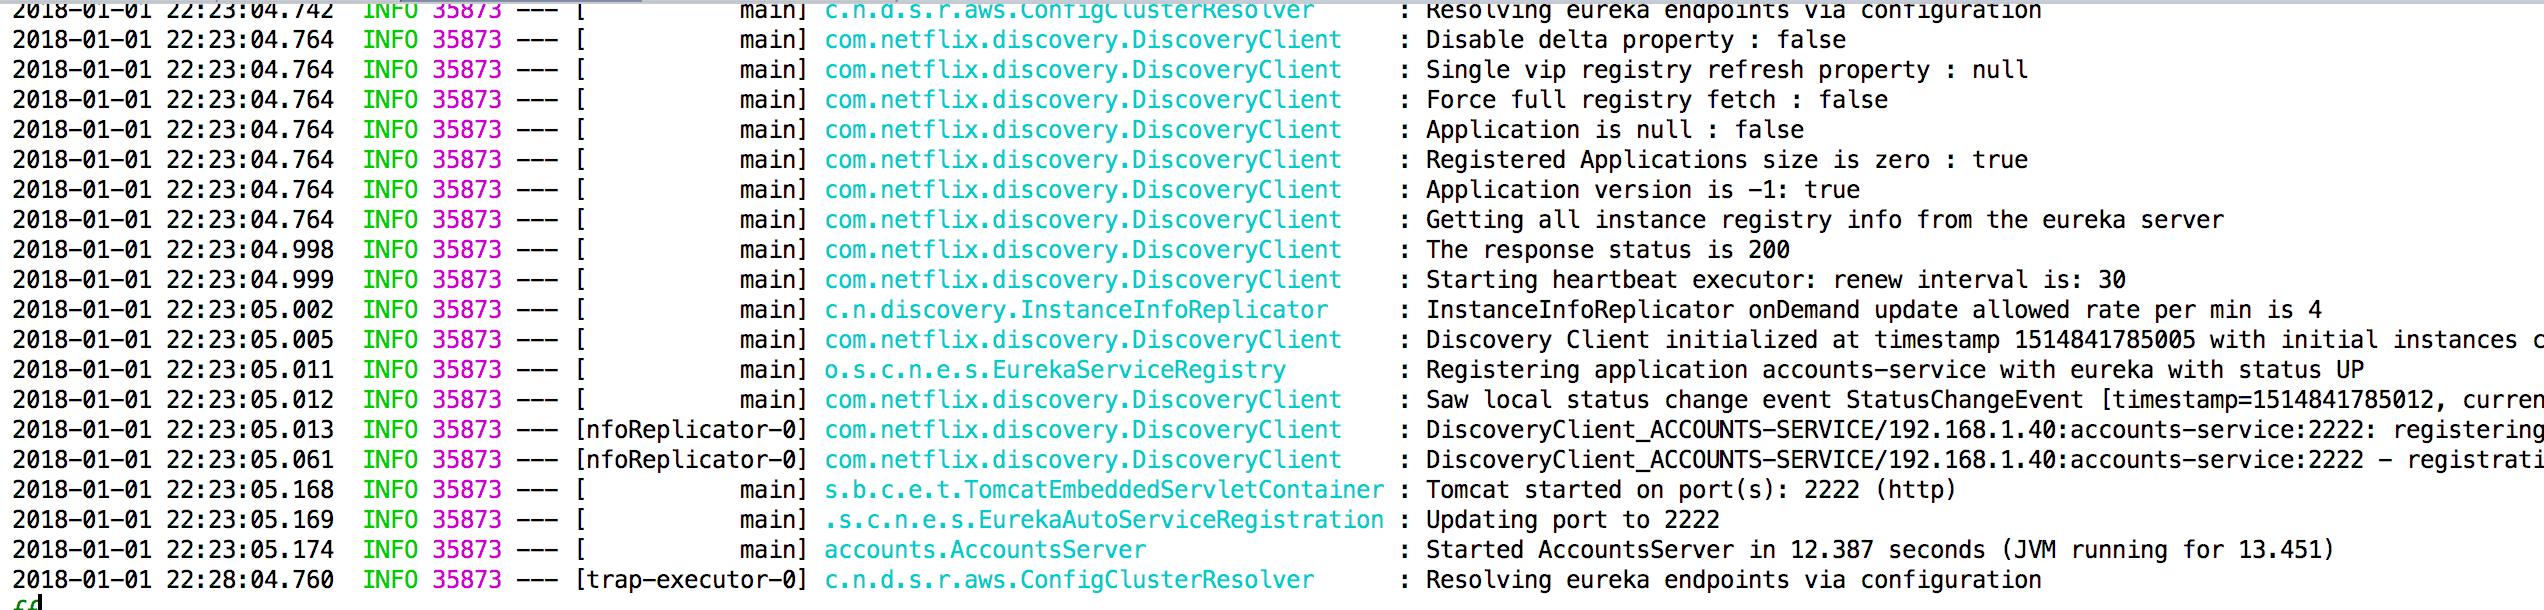 2018-01-01 22:23:04.742  INFO 35873 --- [           main] c.n.d.s.r.aws.ConfigClusterResolver      : Resolving eureka endpoints via configuration
2018-01-01 22:23:04.764  INFO 35873 --- [           main] com.netflix.discovery.DiscoveryClient    : Disable delta property : false
2018-01-01 22:23:04.764  INFO 35873 --- [           main] com.netflix.discovery.DiscoveryClient    : Single vip registry refresh property : null
2018-01-01 22:23:04.764  INFO 35873 --- [           main] com.netflix.discovery.DiscoveryClient    : Force full registry fetch : false
2018-01-01 22:23:04.764  INFO 35873 --- [           main] com.netflix.discovery.DiscoveryClient    : Application is null : false
2018-01-01 22:23:04.764  INFO 35873 --- [           main] com.netflix.discovery.DiscoveryClient    : Registered Applications size is zero : true
2018-01-01 22:23:04.764  INFO 35873 --- [           main] com.netflix.discovery.DiscoveryClient    : Application version is -1: true
2018-01-01 22:23:04.764  INFO 35873 --- [           main] com.netflix.discovery.DiscoveryClient    : Getting all instance registry info from the eureka server
2018-01-01 22:23:04.998  INFO 35873 --- [           main] com.netflix.discovery.DiscoveryClient    : The response status is 200
2018-01-01 22:23:04.999  INFO 35873 --- [           main] com.netflix.discovery.DiscoveryClient    : Starting heartbeat executor: renew interval is: 30
2018-01-01 22:23:05.002  INFO 35873 --- [           main] c.n.discovery.InstanceInfoReplicator     : InstanceInfoReplicator onDemand update allowed rate per min is 4
2018-01-01 22:23:05.005  INFO 35873 --- [           main] com.netflix.discovery.DiscoveryClient    : Discovery Client initialized at timestamp 1514841785005 with initial instances c
2018-01-01 22:23:05.011  INFO 35873 --- [           main] o.s.c.n.e.s.EurekaServiceRegistry        : Registering application accounts-service with eureka with status UP
2018-01-01 22:23:05.012  INFO 35873 --- [           main] com.netflix.discovery.DiscoveryClient    : Saw local status change event StatusChangeEvent [timestamp=1514841785012, curren
2018-01-01 22:23:05.013  INFO 35873 --- [nfoReplicator-0] com.netflix.discovery.DiscoveryClient    : DiscoveryClient_ACCOUNTS-SERVICE/192.168.1.40:accounts-service:2222: registering
2018-01-01 22:23:05.061  INFO 35873 --- [nfoReplicator-0] com.netflix.discovery.DiscoveryClient    : DiscoveryClient_ACCOUNTS-SERVICE/192.168.1.40:accounts-service:2222 - registrati
2018-01-01 22:23:05.168  INFO 35873 --- [           main] s.b.c.e.t.TomcatEmbeddedServletContainer : Tomcat started on port(s): 2222 (http)
2018-01-01 22:23:05.169  INFO 35873 --- [           main] .s.c.n.e.s.EurekaAutoServiceRegistration : Updating port to 2222
2018-01-01 22:23:05.174  INFO 35873 --- [           main] accounts.AccountsServer                  : Started AccountsServer in 12.387 seconds (JVM running for 13.451)
2018-01-01 22:28:04.760  INFO 35873 --- [trap-executor-0] c.n.d.s.r.aws.ConfigClusterResolver      : Resolving eureka endpoints via configuration